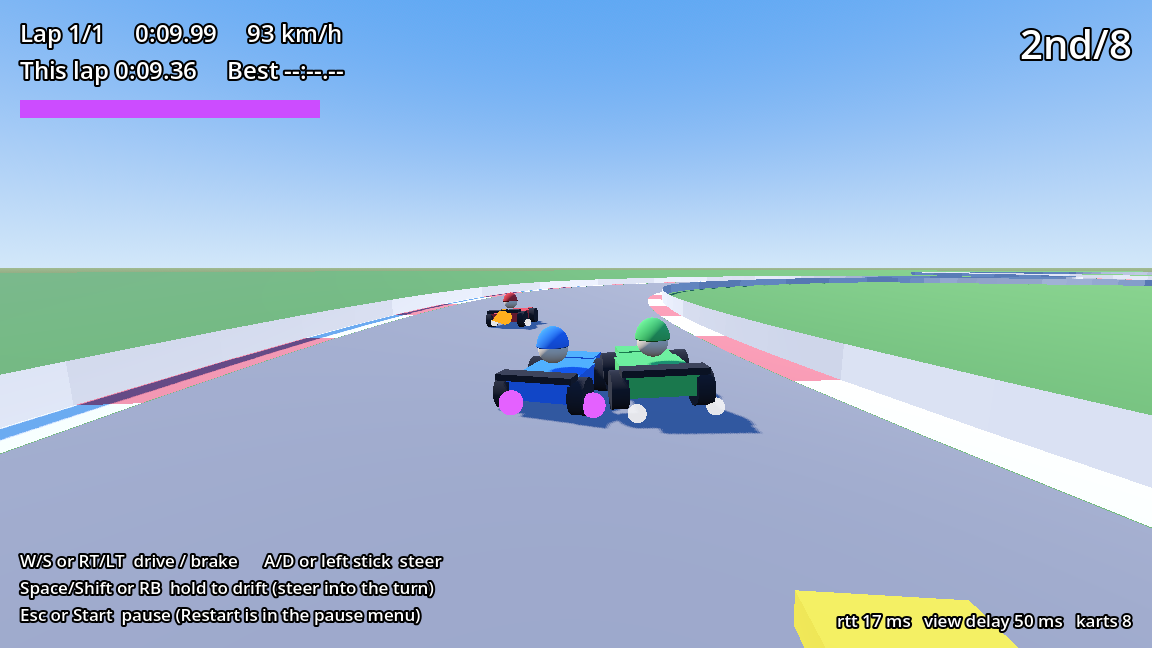 Lap 1/1 0:09.99 93 km/h
2nd/8
This lap 0:09.36 Best --:--.--
W/S or RT/LT drive / brake A/D or left stick steer
Space/Shift or RB hold to drift (steer into the turn)
Esc or Start pause (Restart is in the pause menu)
rtt 17 ms view delay 50 ms karts 8